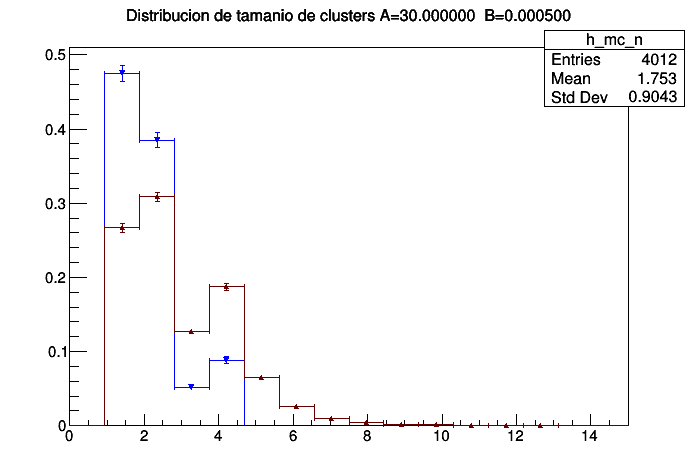 Distribucion de tamanio de clusters A=30.000000 B=0.000500
h_mc_n
Entries 4012
Mean 1.753
Std Dev 0.9043
0.5
0.4
0.3
0.2
0.1
0
0 2 4 6 8 10 12 14